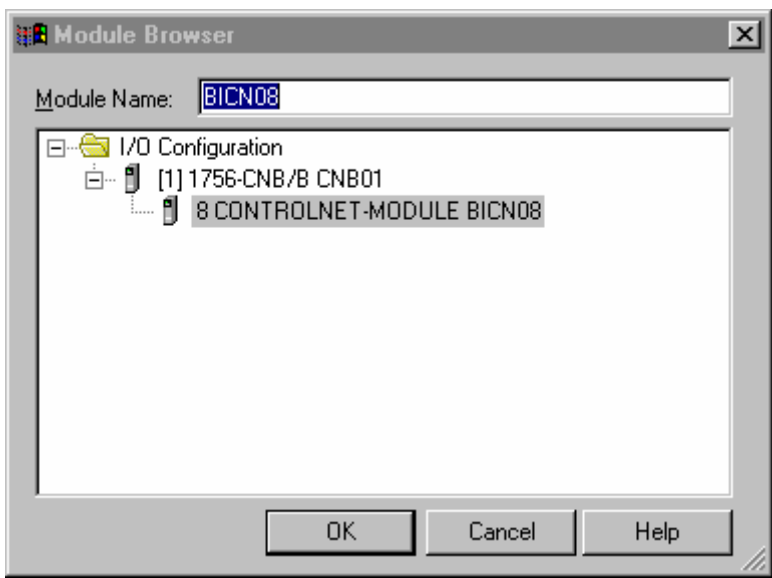 Module Browser
Module Name: BICN08
I/O Configuration
[1] 1756-CNB/B CNB01
8 CONTROLNET-MODULE BICN08
OK Cancel Help